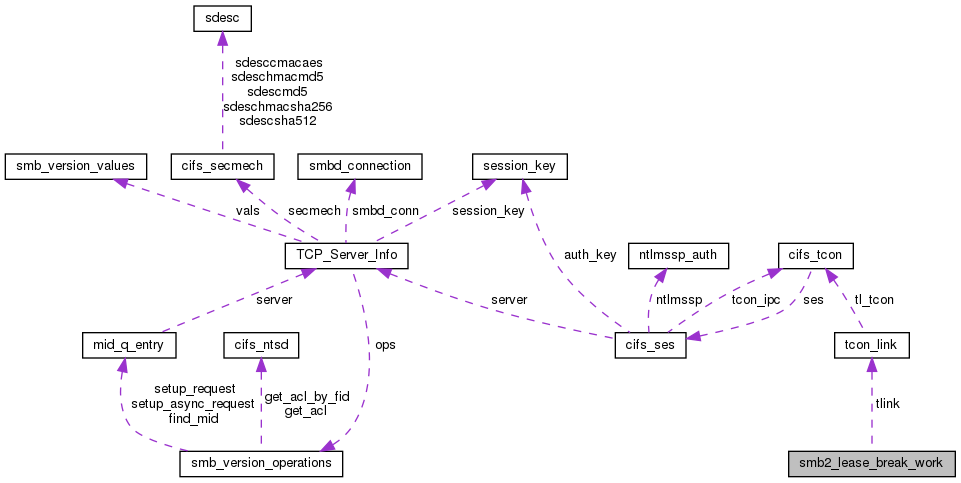 sdesc
sdesccmacaes
sdeschmacmd5
sdescmd5
sdeschmacsha256
sdescsha512
smb_version_values
cifs_secmech
smbd_connection
session_key
vals
secmech
smbd_conn
session_key
TCP_Server_Info
auth_key
ntlmssp_auth
cifs_tcon
server
server
ntlmssp
tcon_ipc
ses
tl_tcon
mid_q_entry
cifs_ntsd
ops
cifs_ses
tcon_link
setup_request
setup_async_request
find_mid
get_acl_by_fid
get_acl
tlink
smb_version_operations
smb2_lease_break_work